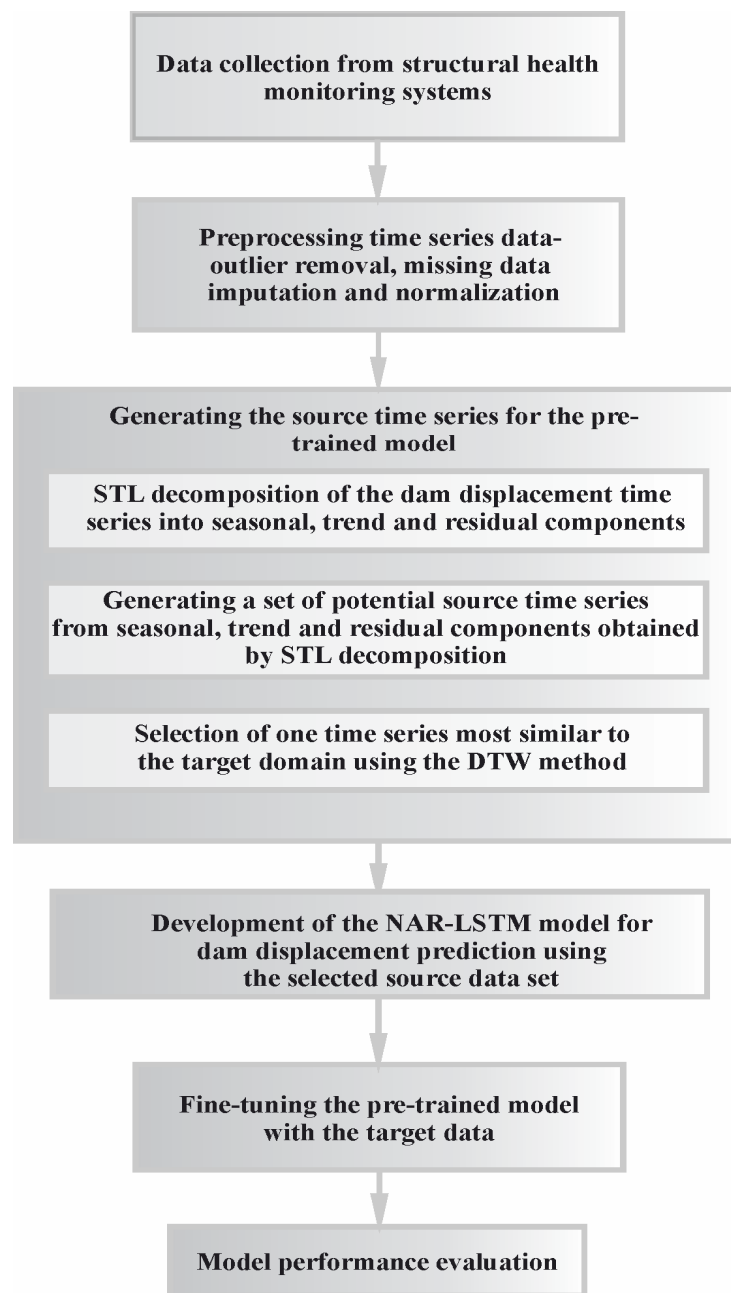 Data collection from structural health
monitoring systems
Preprocessing time series data-
outlier removal, missing data
imputation and normalization
Generating the source time series for the pre-
trained model
STL decomposition of the dam displacement time
series into seasonal, trend and residual components
Generating a set of potential source time series
from seasonal, trend and residual components obtained
by STL decomposition
Selection of one time series most similar to
the target domain using the DTW method
Development of the NAR-LSTM model for
dam displacement prediction using
the selected source data set
Fine-tuning the pre-trained model
with the target data
Model performance evaluation